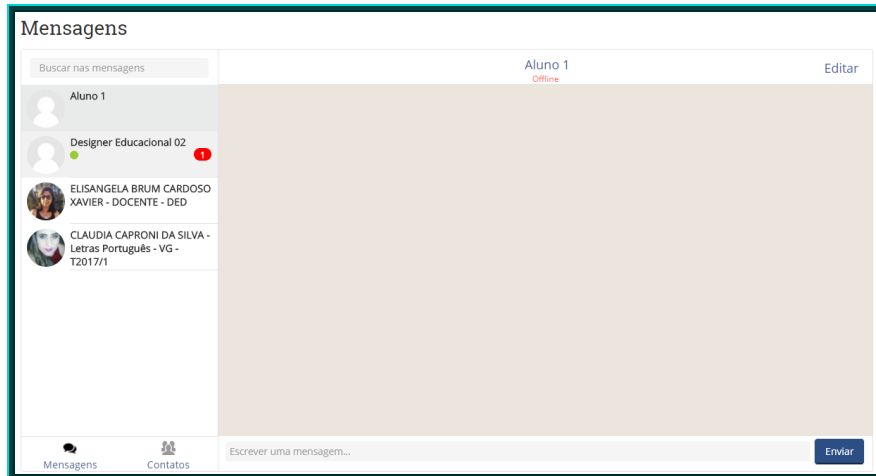 Mensagens
Buscar nas mensagens
Aluno 1
Designer Educacional 02
1
ELISANGELA BRUM CARDOSO
XAVIER - DOCENTE - DED
CLAUDIA CAPRONI DA SILVA -
Letras Português - VG -
T2017/1
Mensagens
Contatos
Aluno 1
Offline
Editar
Escrever uma mensagem...
Enviar